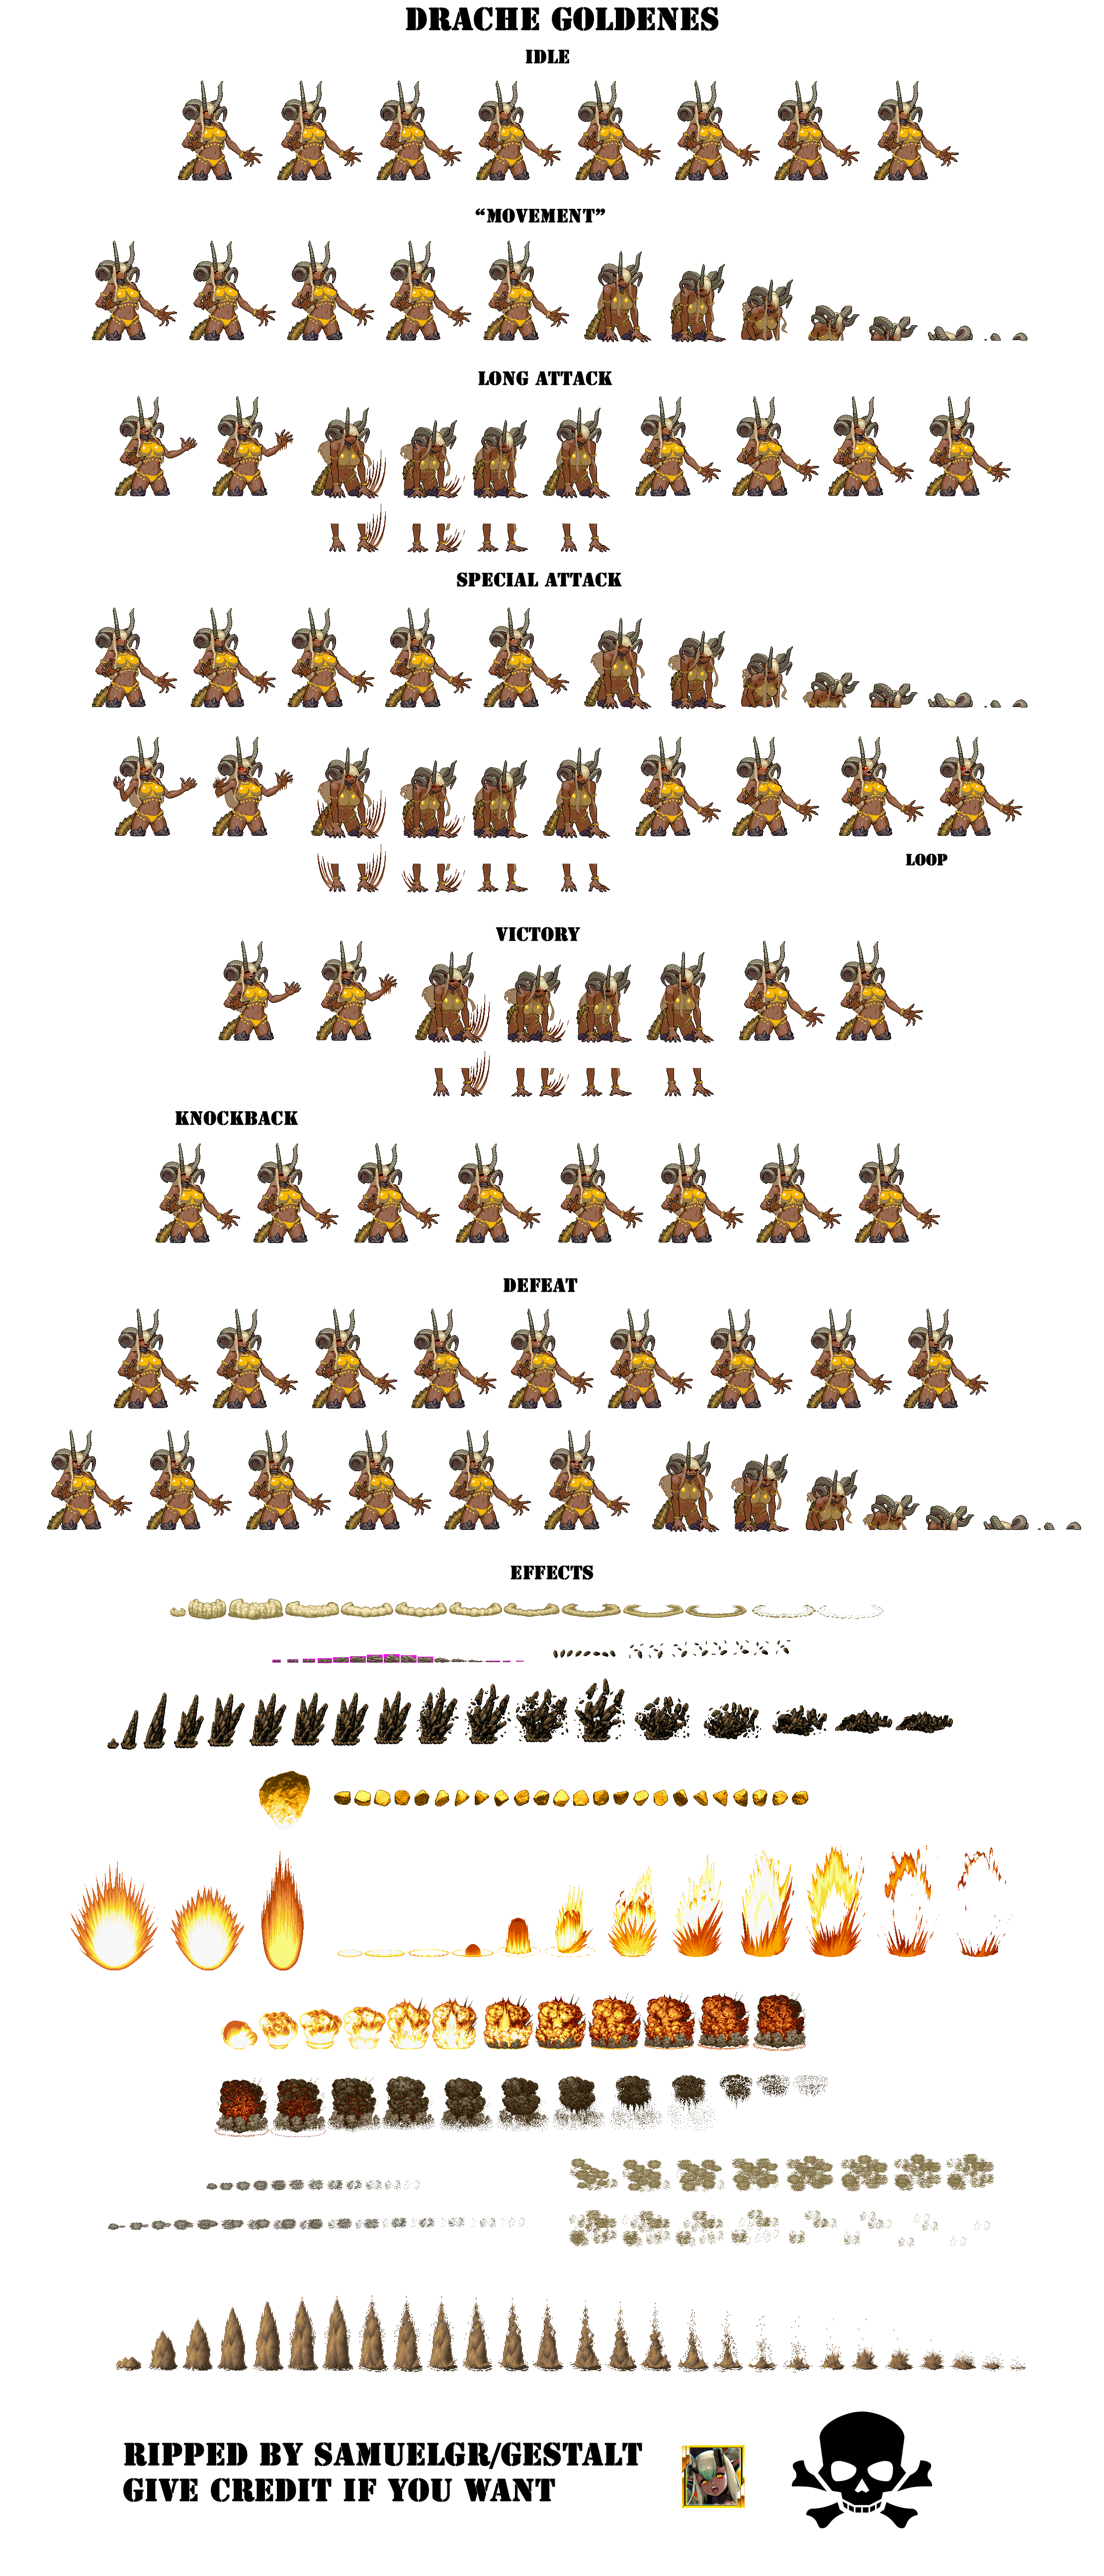 DRACHE GOLDENES
IDLE
“MOVEMENT”
LONG ATTACK
SPECIAL ATTACK
LOOP
VICTORY
KNOCKBACK
DEFEAT
EFFECTS
RIPPED BY SAMUELGR/GESTALT
GIVE CREDIT IF YOU WANT